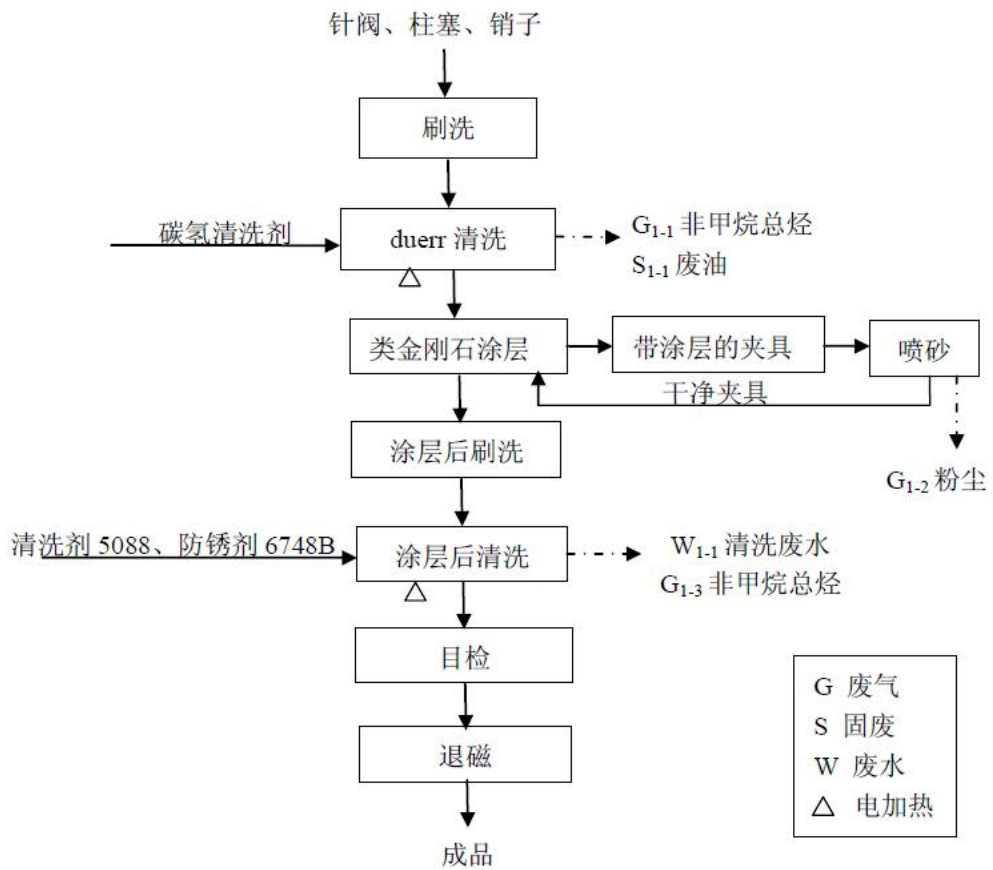 针阀、柱塞、销子
刷洗
碳氢清洗剂
duerr 清洗
G1-1 非甲烷总烃
S1-1 废油
类金刚石涂层
带涂层的夹具
喷砂
干净夹具
涂层后刷洗
G1-2 粉尘
清洗剂 5088、防锈剂 6748B
涂层后清洗
W1-1 清洗废水
G1-3 非甲烷总烃
目检
退磁
成品
G 废气
S 固废
W 废水
△ 电加热